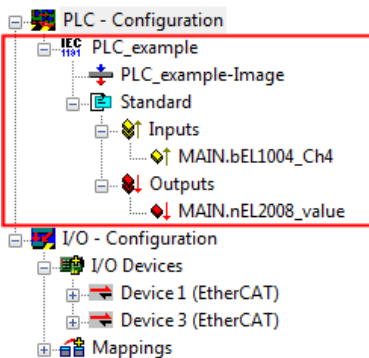 PLC - Configuration
IEC 1131 PLC_example
PLC_example-Image
Standard
Inputs
MAIN.bEL1004_Ch4
Outputs
MAIN.nEL2008_value
I/O - Configuration
I/O Devices
Device 1 (EtherCAT)
Device 3 (EtherCAT)
Mappings